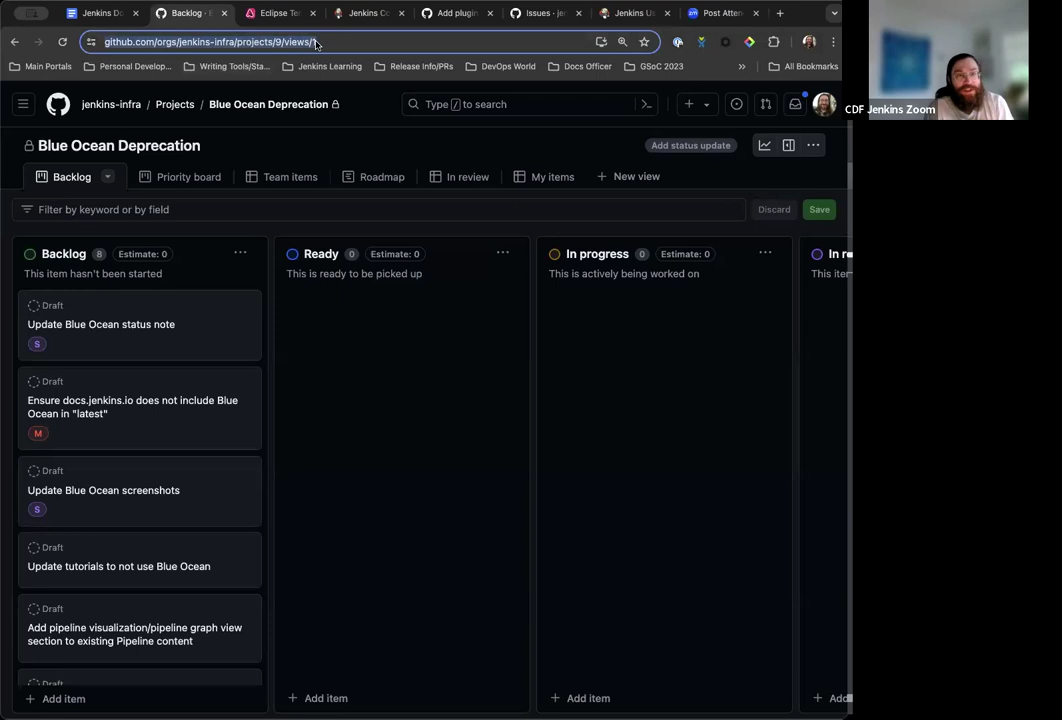 Jenkins Do
Backlog · B
Eclipse Te
Jenkins Co
Add plugin
Issues · je
Jenkins Us
Post Atten
github.com/orgs/jenkins-infra/projects/9/views/1
Main Portals
Personal Develop...
Writing Tools/Sta...
Jenkins Learning
Release Info/PRs
DevOps World
Docs Officer
GSoC 2023
»
All Bookmarks
jenkins-infra / Projects / Blue Ocean Deprecation
Type / to search
CDF Jenkins Zoom
Blue Ocean Deprecation
Add status update
Backlog
Priority board
Team items
Roadmap
In review
My items
+ New view
Filter by keyword or by field
Discard
Save
Backlog 8 Estimate: 0
This item hasn't been started
Draft
Update Blue Ocean status note
S
Draft
Ensure docs.jenkins.io does not include Blue
Ocean in "latest"
M
Draft
Update Blue Ocean screenshots
S
Draft
Update tutorials to not use Blue Ocean
Draft
Add pipeline visualization/pipeline graph view
section to existing Pipeline content
Draft
+ Add item
Ready 0 Estimate: 0
This is ready to be picked up
+ Add item
In progress 0 Estimate: 0
This is actively being worked on
+ Add item
In r
This iter
+ Add